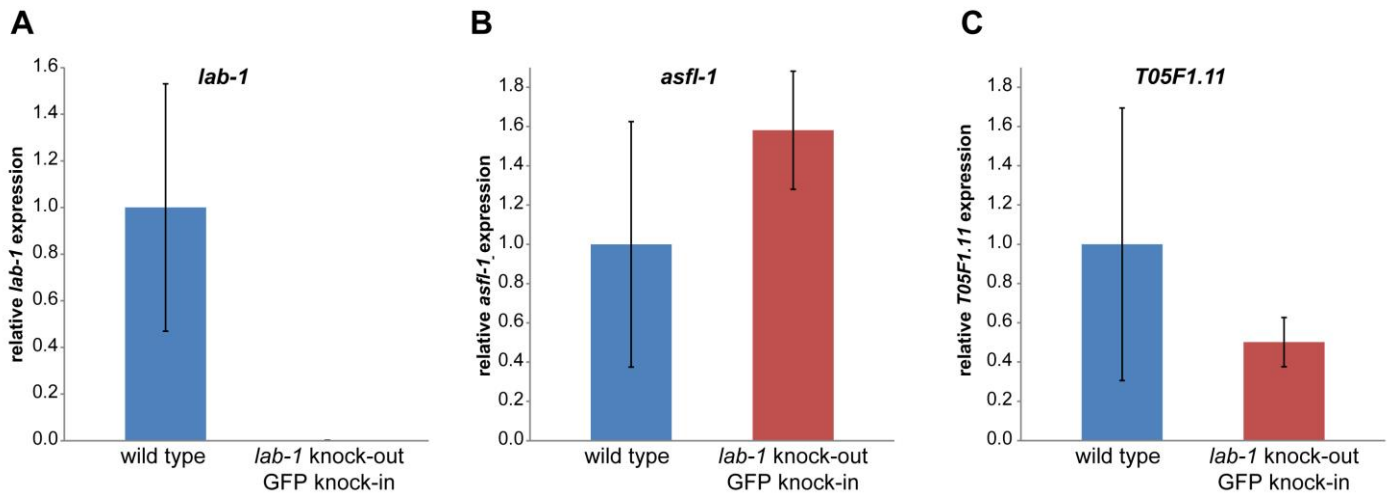 A
lab-1
relative lab-1 expression
1.6
1.4
1.2
1.0
0.8
0.6
0.4
0.2
0.0
wild type
lab-1 knock-out
GFP knock-in
B
asfl-1
relative asfl-1 expression
1.8
1.6
1.4
1.2
1.0
0.8
0.6
0.4
0.2
0.0
wild type
lab-1 knock-out
GFP knock-in
C
T05F1.11
relative T05F1.11 expression
1.8
1.6
1.4
1.2
1.0
0.8
0.6
0.4
0.2
0.0
wild type
lab-1 knock-out
GFP knock-in